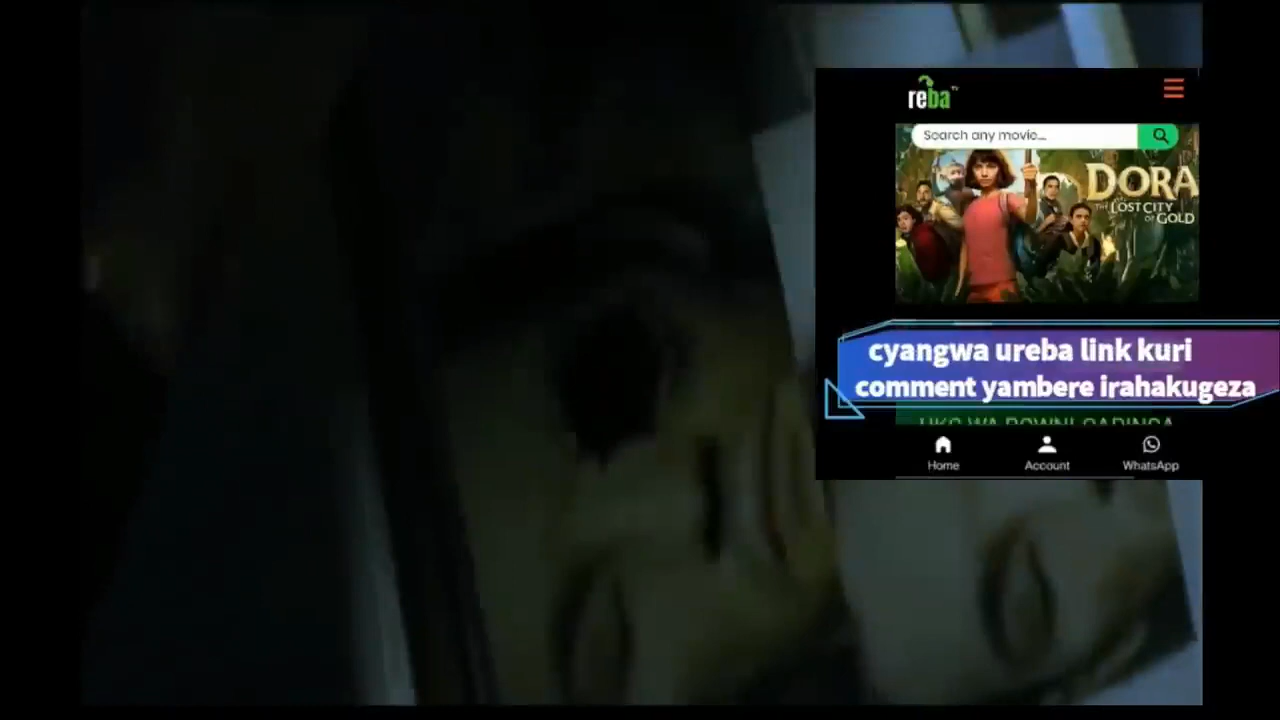 reba TV
Search any movie...
DORA
THE LOST CITY
OF GOLD
cyangwa ureba link kuri
comment yambere irahakugeza
Home
Account
WhatsApp